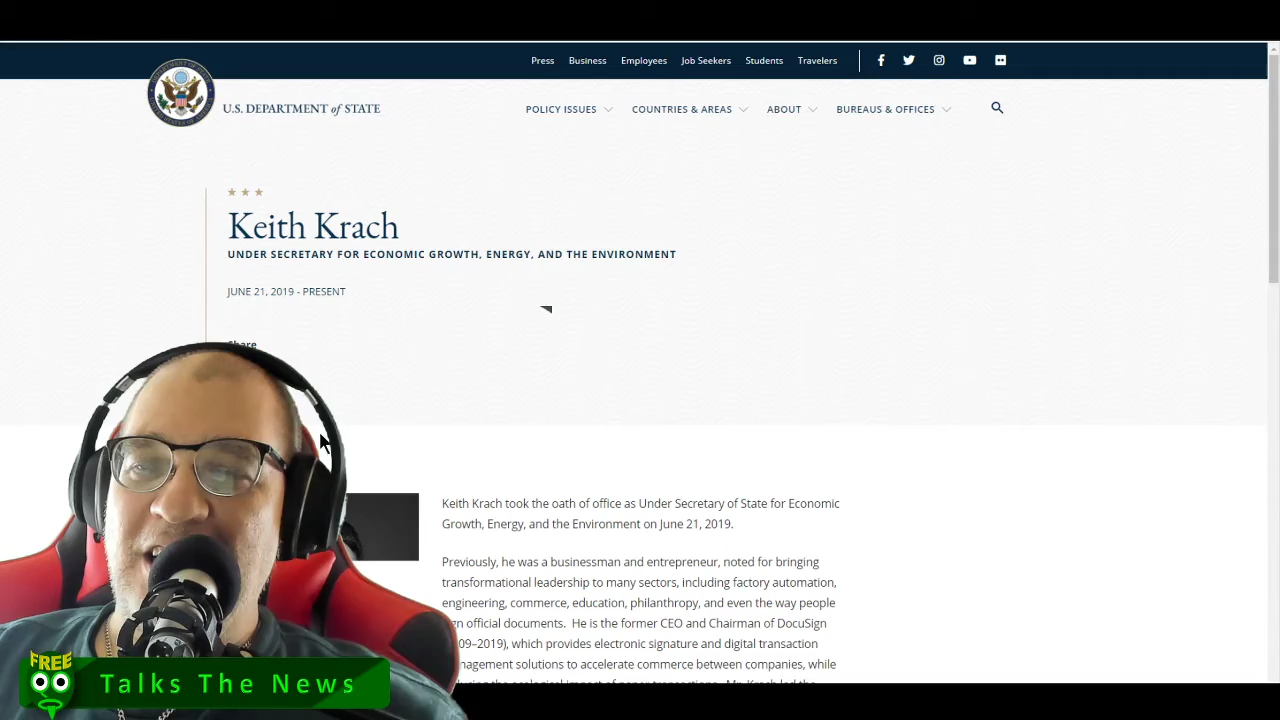 Press Business Employees Job Seekers Students Travelers
U.S. DEPARTMENT of STATE
POLICY ISSUES COUNTRIES & AREAS ABOUT BUREAUS & OFFICES
Keith Krach
UNDER SECRETARY FOR ECONOMIC GROWTH, ENERGY, AND THE ENVIRONMENT
JUNE 21, 2019 - PRESENT
Share
Keith Krach took the oath of office as Under Secretary of State for Economic
Growth, Energy, and the Environment on June 21, 2019.
Previously, he was a businessman and entrepreneur, noted for bringing
transformational leadership to many sectors, including factory automation,
engineering, commerce, education, philanthropy, and even the way people
official documents. He is the former CEO and Chairman of DocuSign
09–2019), which provides electronic signature and digital transaction
solutions to accelerate commerce between companies, while
FREE
Talks The News